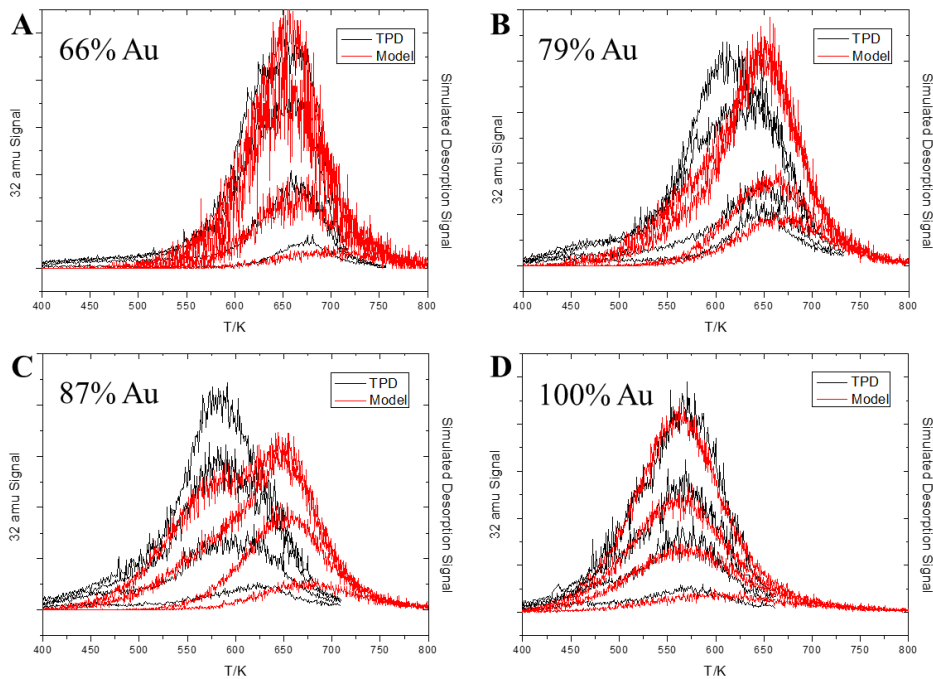 A
66% Au
TPD
Model
32 amu Signal
Simulated Desorption Signal
400 450 500 550 600 650 700 750 800
T/K
B
79% Au
TPD
Model
32 amu Signal
Simulated Desorption Signal
400 450 500 550 600 650 700 750 800
T/K
C
87% Au
TPD
Model
32 amu Signal
Simulated Desorption Signal
400 450 500 550 600 650 700 750 800
T/K
D
100% Au
TPD
Model
32 amu Signal
Simulated Desorption Signal
400 450 500 550 600 650 700 750 800
T/K